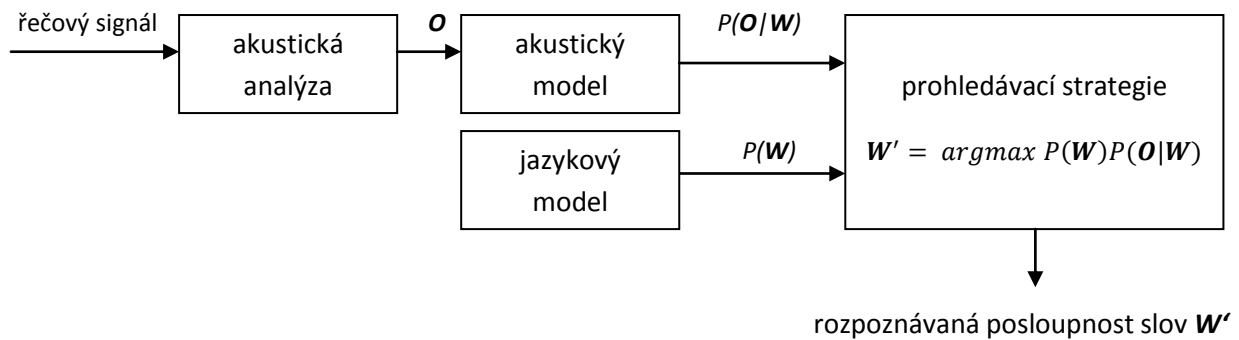 řečový signál
akustická
analýza
O
akustický
model
P(O|W)
jazykový
model
P(W)
prohledávací strategie
W′ = argmax P(W)P(O|W)
rozpoznávaná posloupnost slov W‘